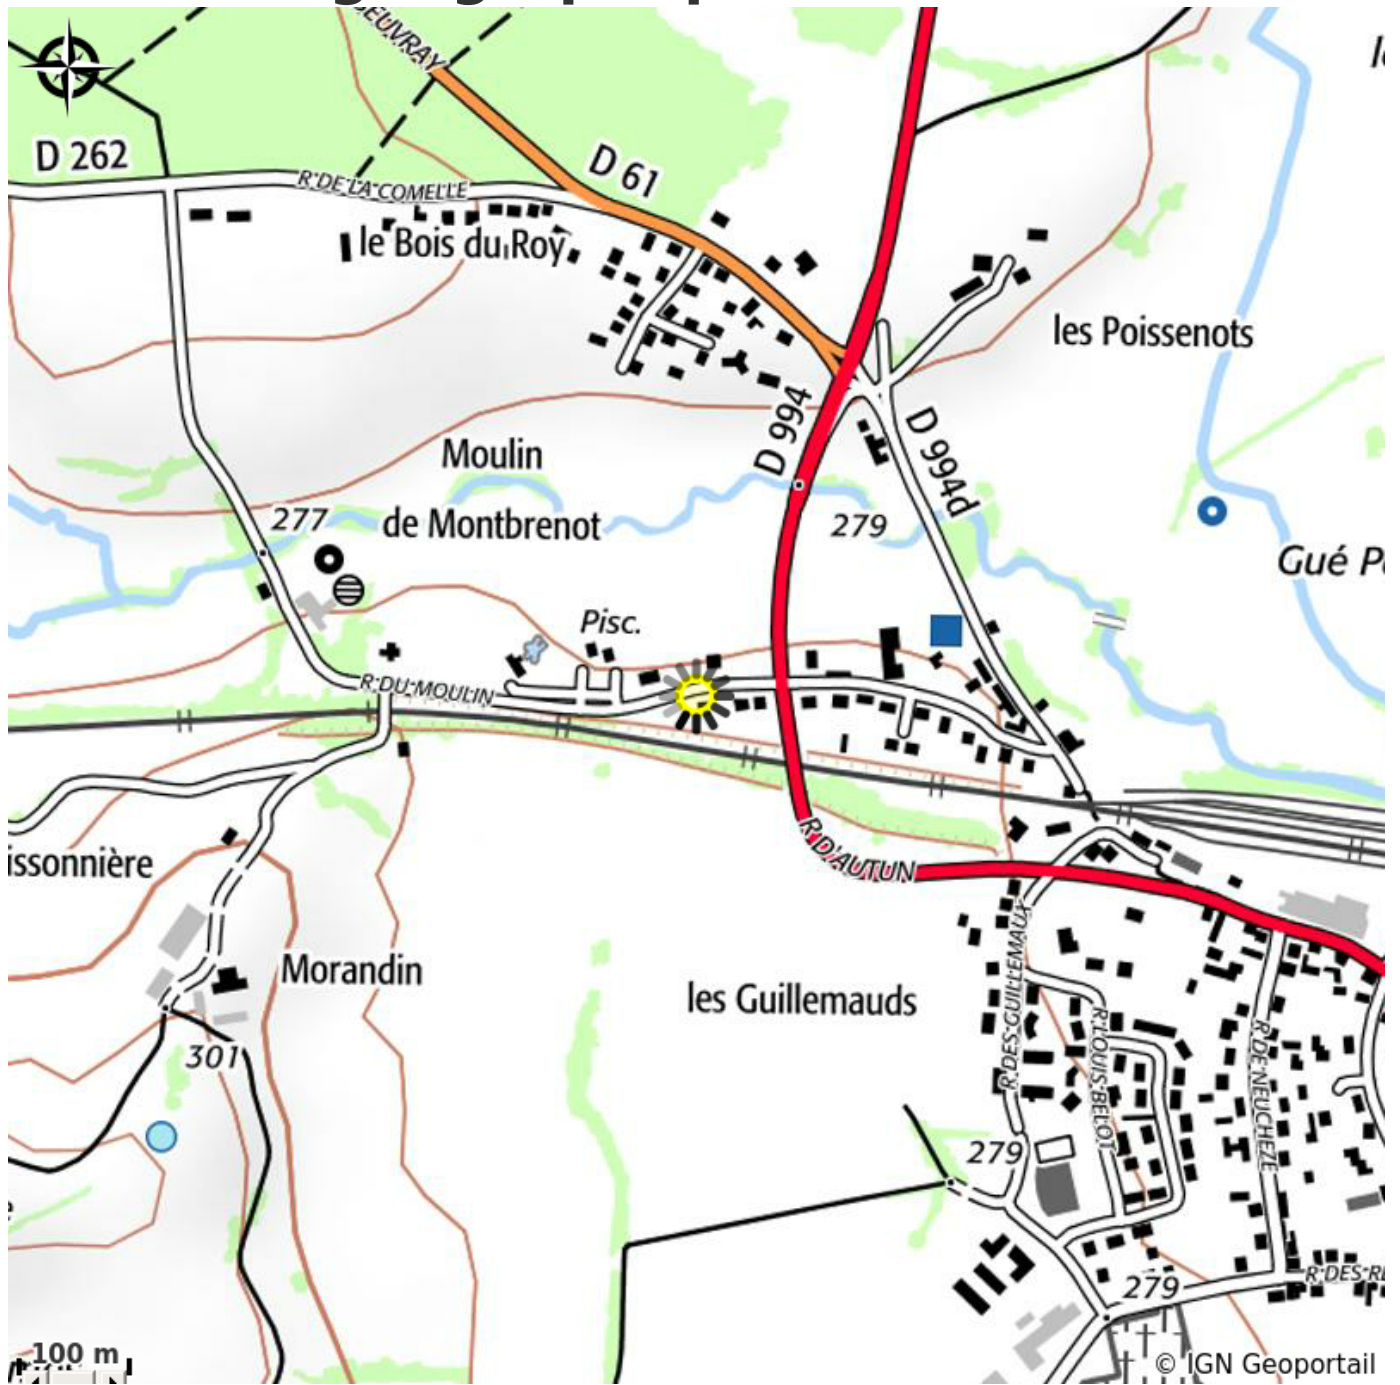 BEUVRAY
D 262
R DE LA COMELLE
D 61
le Bois du Roy
les Poissenots
D 994
D 994d
Moulin
de Montbrenot
277
279
Gué
Pisc.
R DU MOULIN
R D'AUTUN
issonnière
Morandin
les Guillemauds
R DES GUILLEMAUX
R LOUIS BELOT
R DE NEUCHEZE
301
279
279
R DES RE
100 m
© IGN Geoportail